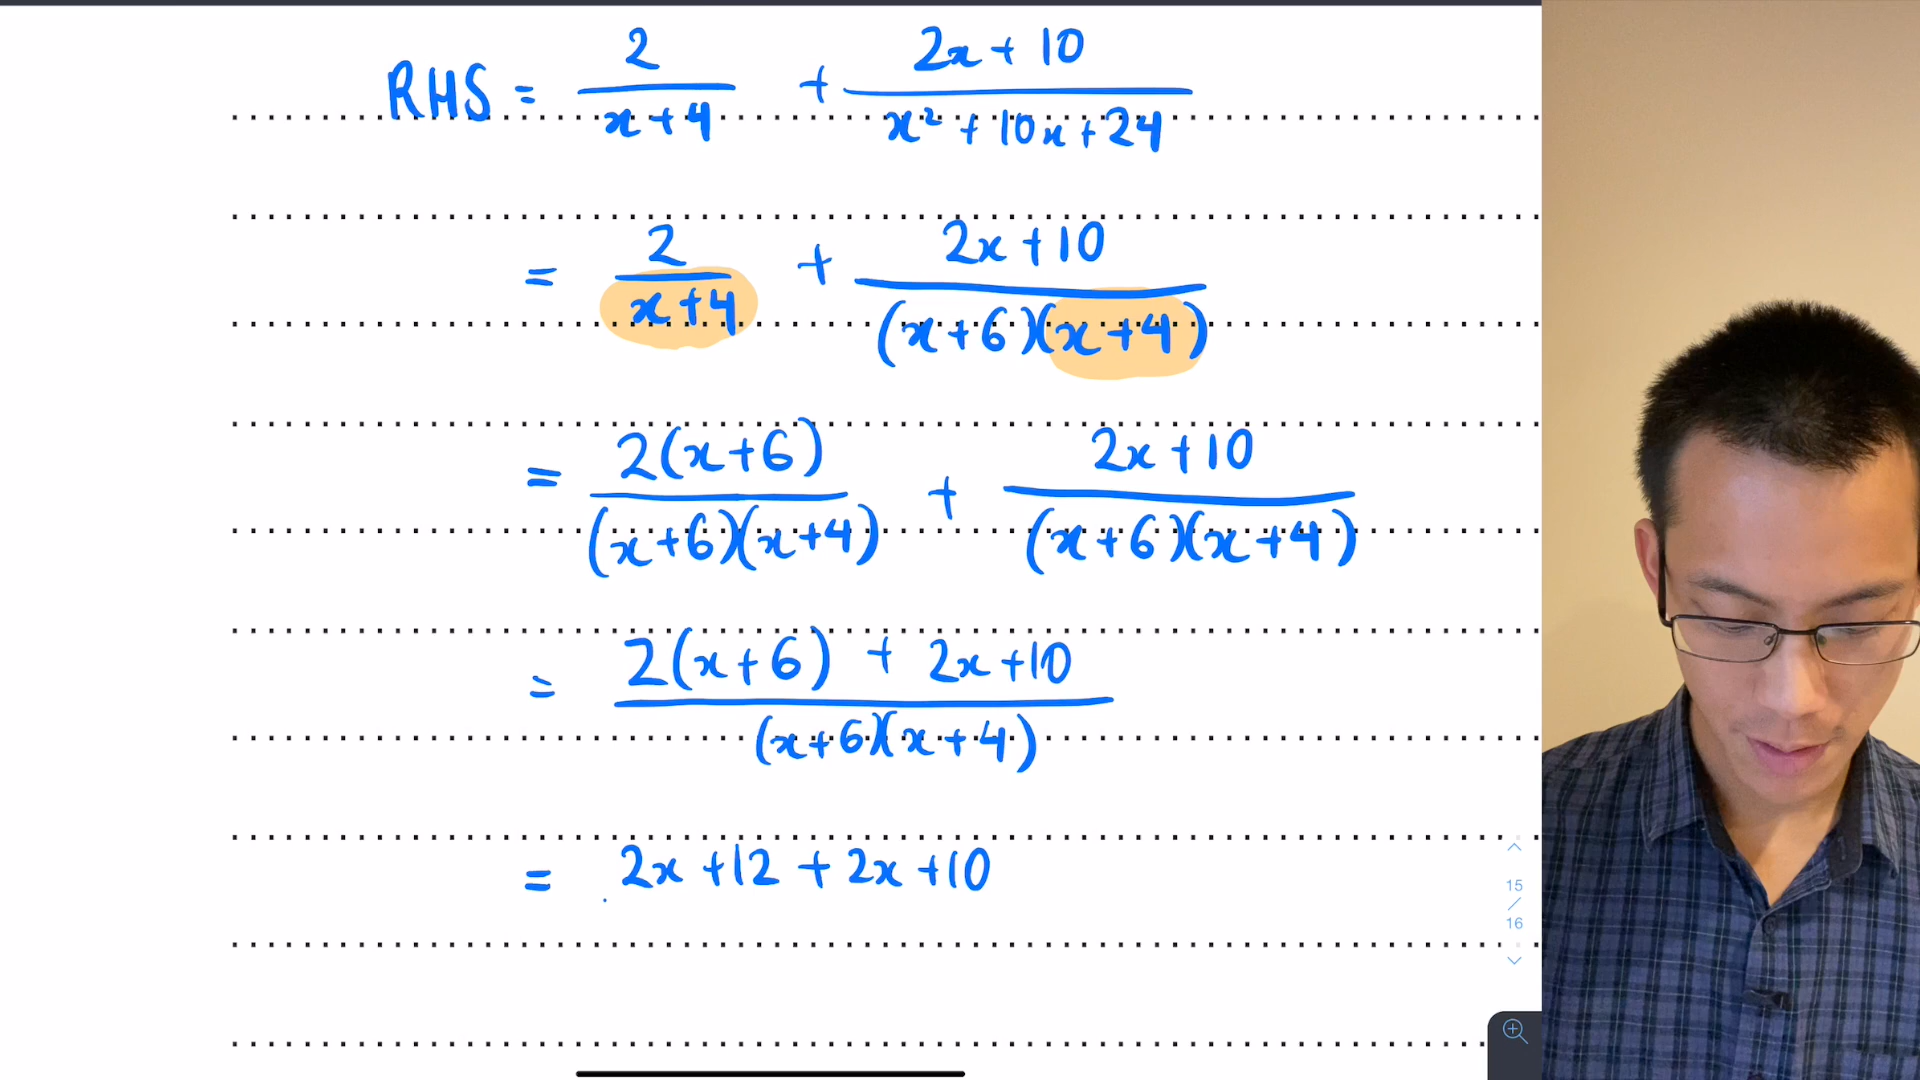 RHS = 2/(x+4) + (2x+10)/(x² + 10x + 24)
= 2/(x+4) + (2x+10)/((x+6)(x+4))
= 2(x+6)/((x+6)(x+4)) + (2x+10)/((x+6)(x+4))
= (2(x+6) + 2x+10)/((x+6)(x+4))
= 2x+12 + 2x+10
15
/
16